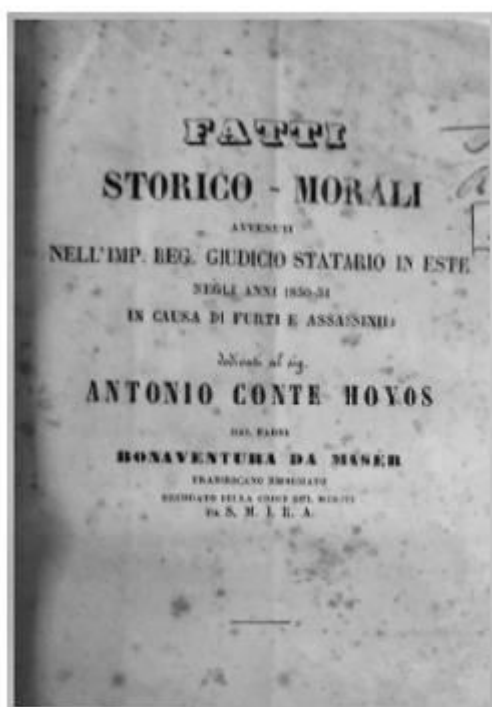 FATTI
STORICO - MORALI
AVVENUTI
NELL'IMP. REG. GIUDICIO STATARIO IN ESTE
NEGLI ANNI 1850-51
IN CAUSA DI FURTI E ASSASSINII
dedicati al sig.
ANTONIO CONTE HOYOS
DAL PADRE
BONAVENTURA DA MASER
FRANCESCANO RIFORMATO
DECORATO DELLA CROCE DEL MERITO
DA S. M. I. R. A.